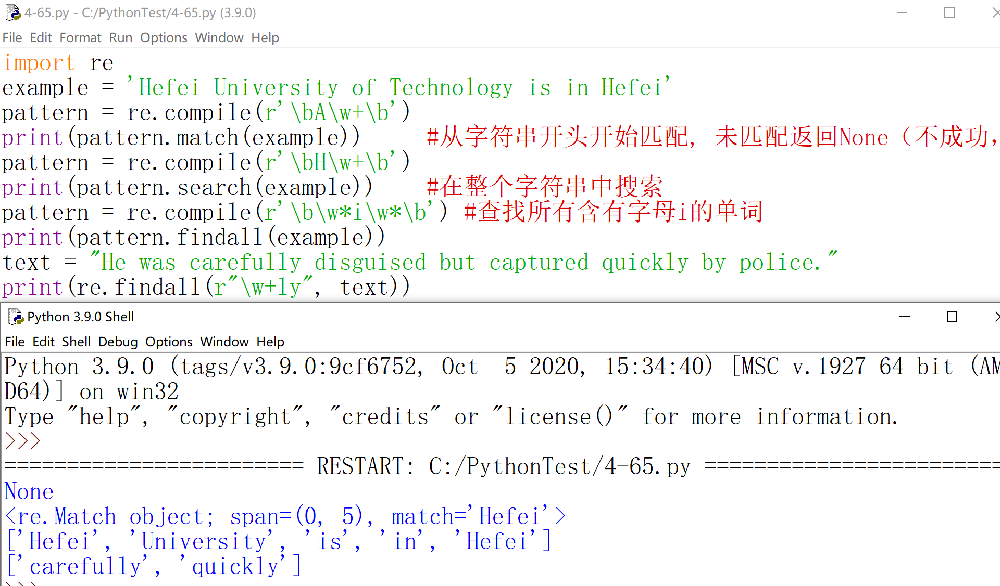 4-65.py - C:/PythonTest/4-65.py (3.9.0)
File Edit Format Run Options Window Help
import re
example = 'Hefei University of Technology is in Hefei'
pattern = re.compile(r'\bA\w+\b')
print(pattern.match(example)) #从字符串开头开始匹配, 未匹配返回None（不成功，
pattern = re.compile(r'\bH\w+\b')
print(pattern.search(example)) #在整个字符串中搜索
pattern = re.compile(r'\b\w*i\w*\b') #查找所有含有字母i的单词
print(pattern.findall(example))
text = "He was carefully disguised but captured quickly by police."
print(re.findall(r"\w+ly", text))
Python 3.9.0 Shell
File Edit Shell Debug Options Window Help
Python 3.9.0 (tags/v3.9.0:9cf6752, Oct  5 2020, 15:34:40) [MSC v.1927 64 bit (AM
D64)] on win32
Type "help", "copyright", "credits" or "license()" for more information.
>>>
======================== RESTART: C:/PythonTest/4-65.py ========================
None
<re.Match object; span=(0, 5), match='Hefei'>
['Hefei', 'University', 'is', 'in', 'Hefei']
['carefully', 'quickly']
>>>